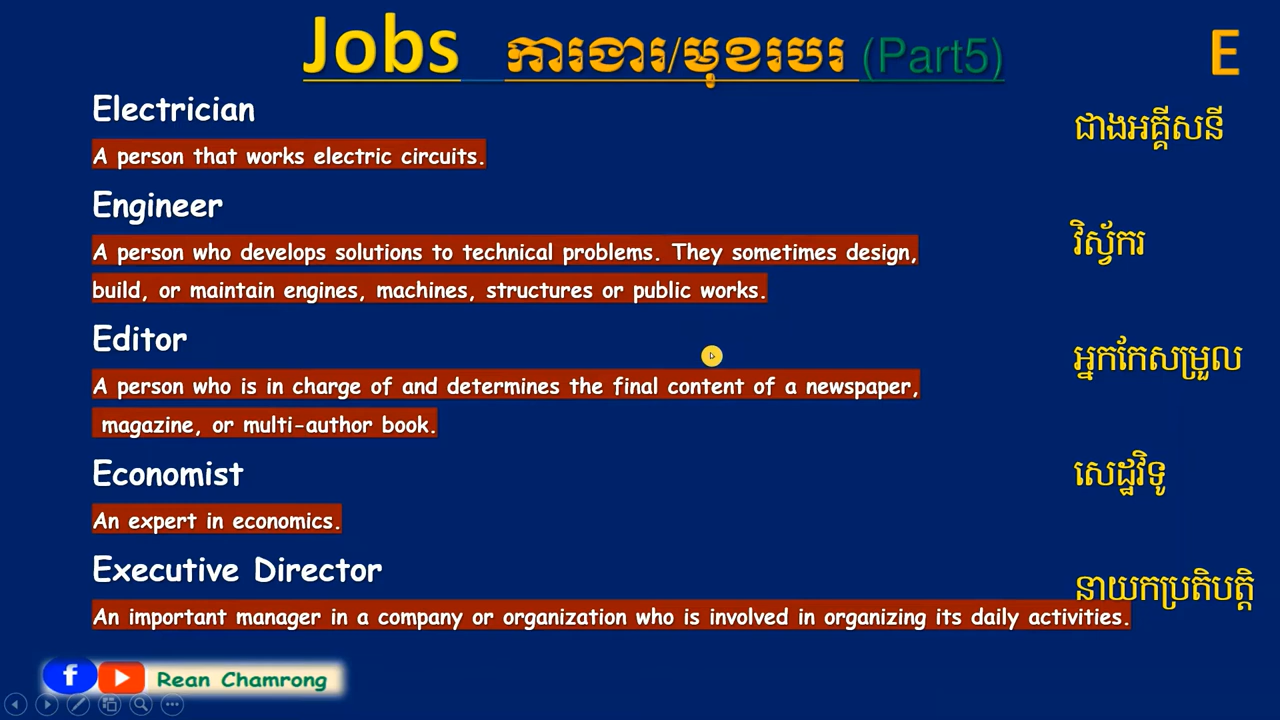 Jobs ការងារ/មុខរបរ (Part5)
E
Electrician
ជាងអគ្គីសនី
A person that works electric circuits.
Engineer
វិស្វ័ករ
A person who develops solutions to technical problems. They sometimes design,
build, or maintain engines, machines, structures or public works.
Editor
អ្នកកែសម្រួល
A person who is in charge of and determines the final content of a newspaper,
magazine, or multi-author book.
Economist
សេដ្ឋវិទូ
An expert in economics.
Executive Director
នាយកប្រតិបត្តិ
An important manager in a company or organization who is involved in organizing its daily activities.
f Rean Chamrong